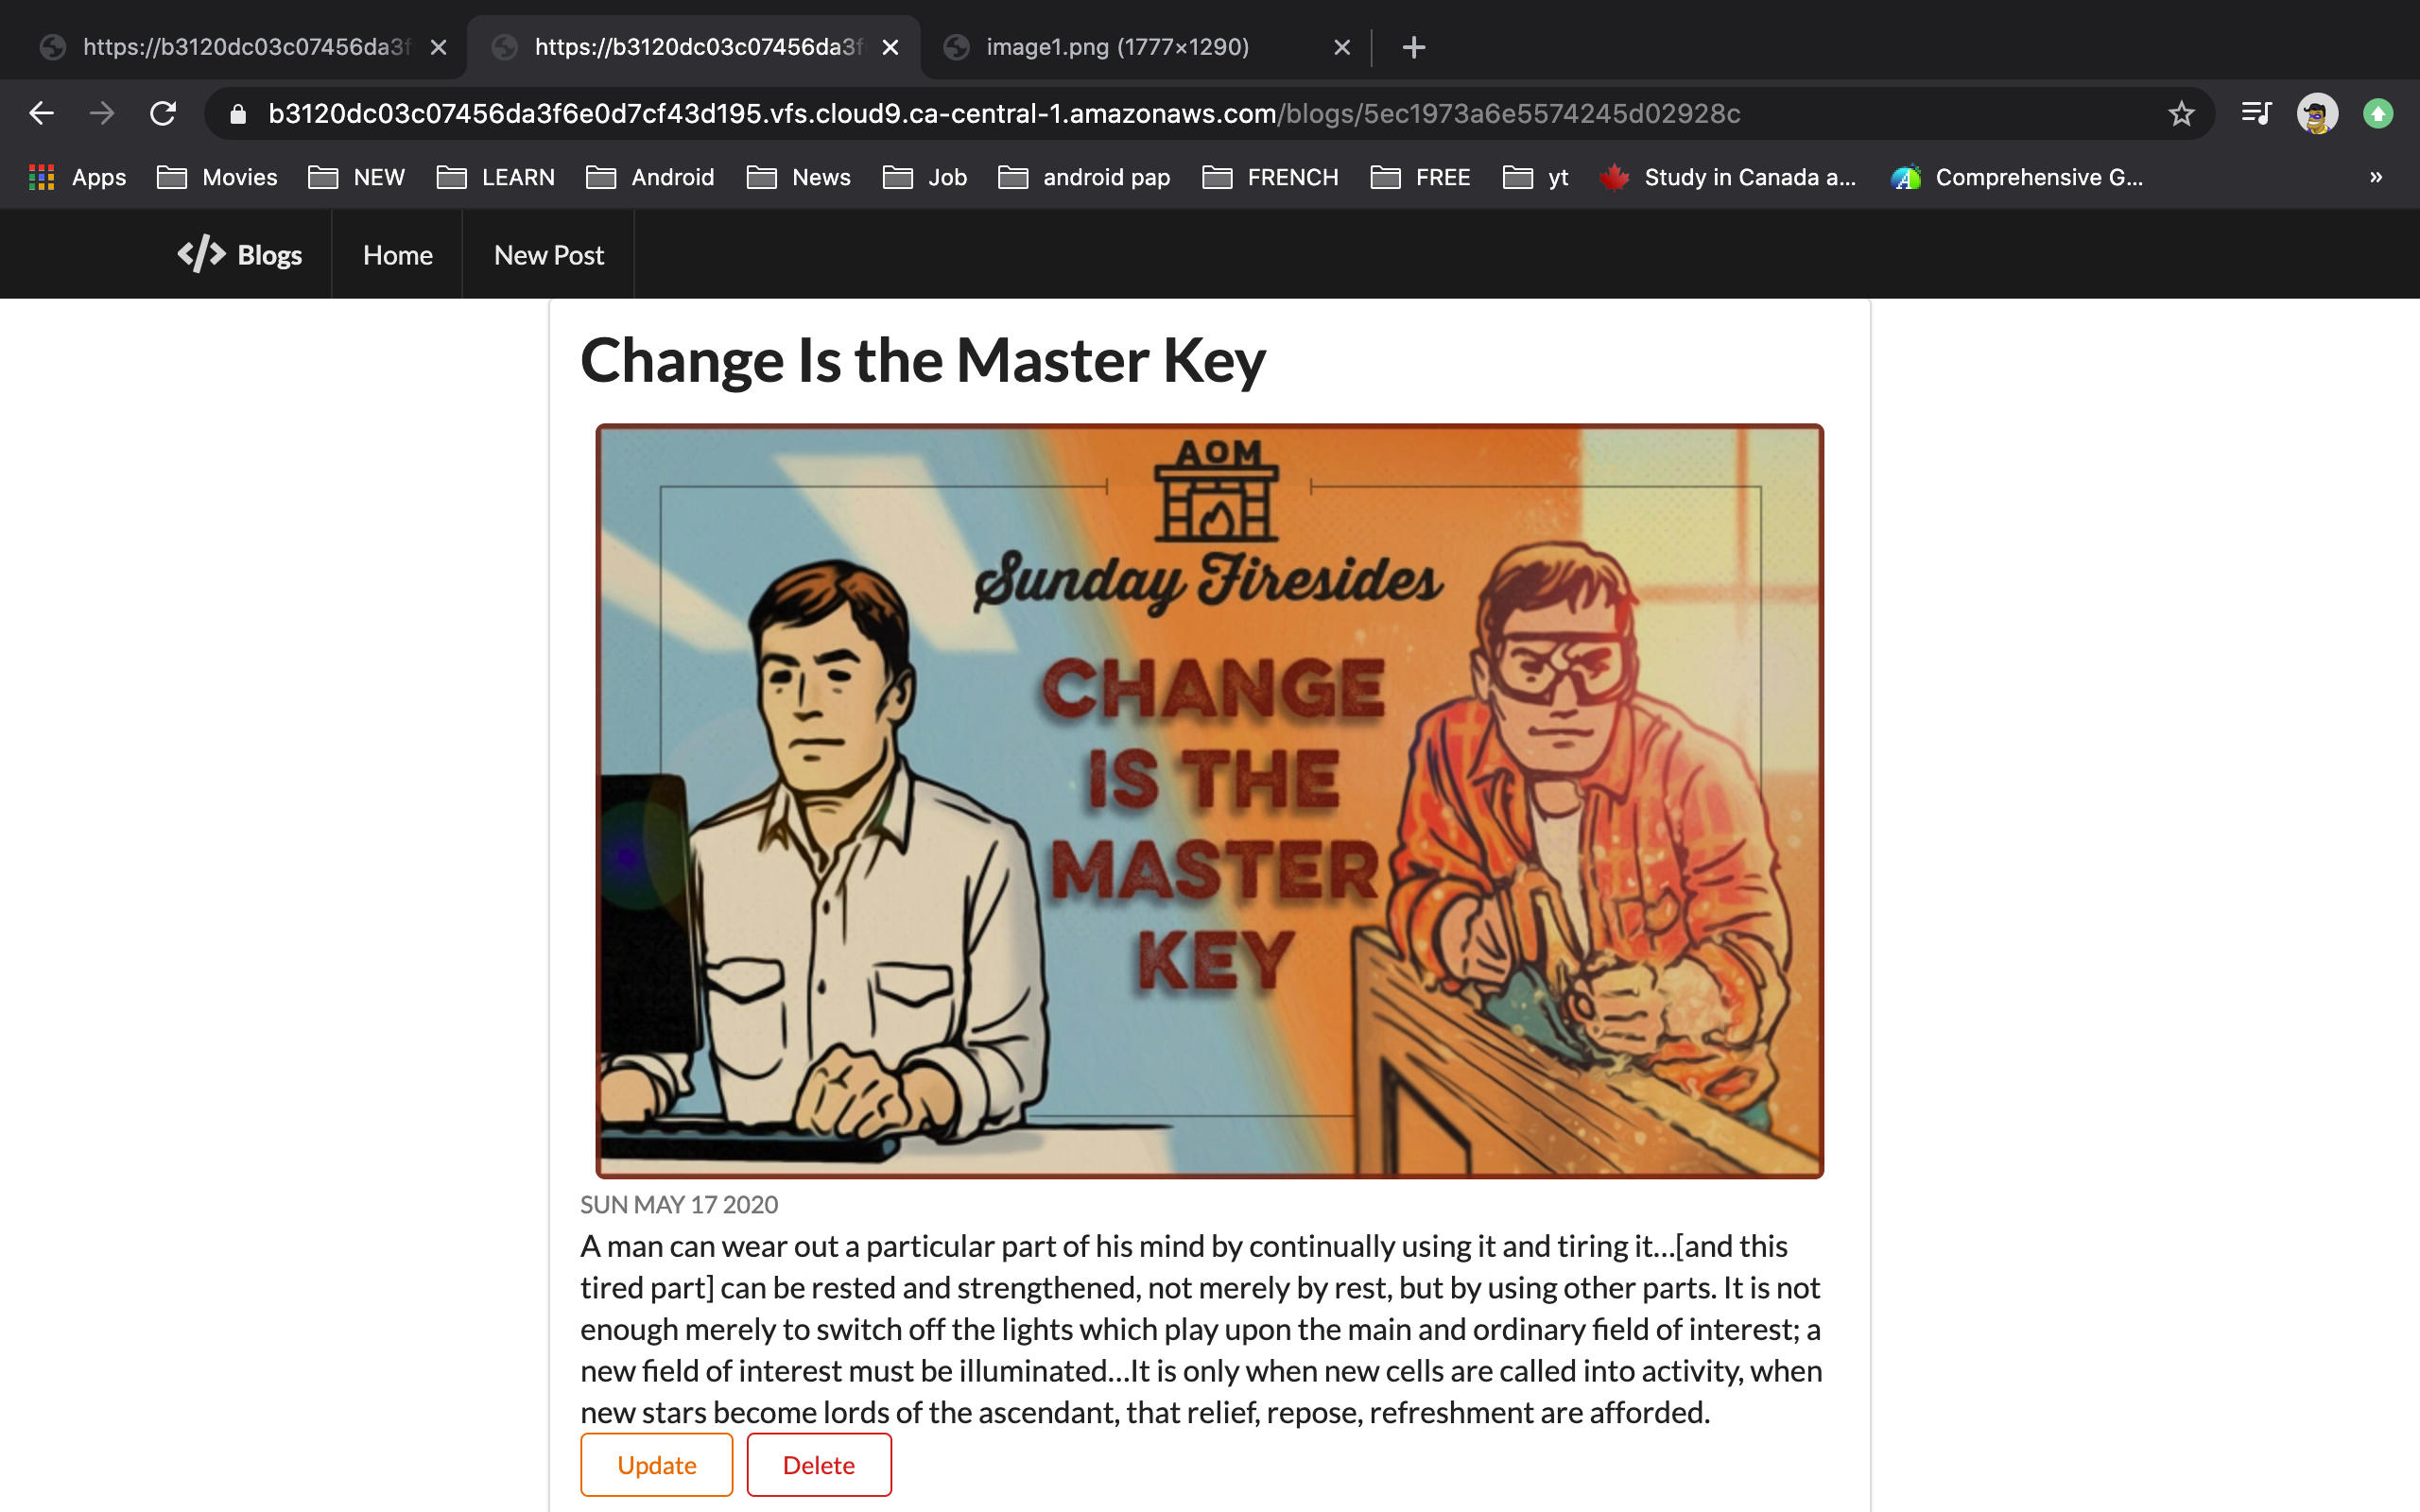 https://b3120dc03c07456da3f
https://b3120dc03c07456da3f
image1.png (1777×1290)
b3120dc03c07456da3f6e0d7cf43d195.vfs.cloud9.ca-central-1.amazonaws.com/blogs/5ec1973a6e5574245d02928c
Apps Movies NEW LEARN Android News Job android pap FRENCH FREE yt Study in Canada a... Comprehensive G... »
</> Blogs Home New Post
Change Is the Master Key
AOM
Sunday Firesides
CHANGE
IS THE
MASTER
KEY
SUN MAY 17 2020
A man can wear out a particular part of his mind by continually using it and tiring it…[and this
tired part] can be rested and strengthened, not merely by rest, but by using other parts. It is not
enough merely to switch off the lights which play upon the main and ordinary field of interest; a
new field of interest must be illuminated…It is only when new cells are called into activity, when
new stars become lords of the ascendant, that relief, repose, refreshment are afforded.
Update Delete